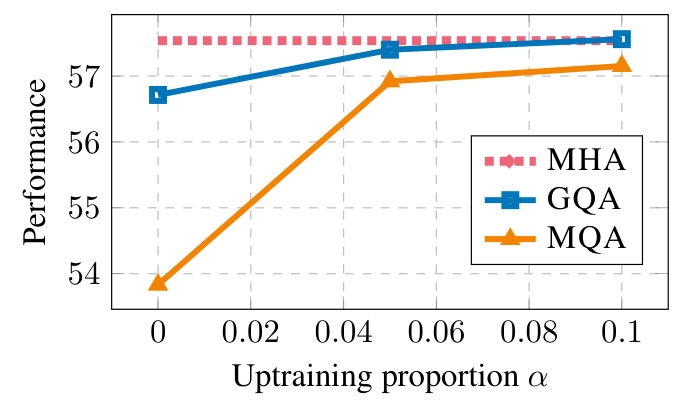 57
56
55
54
Performance
MHA
GQA
MQA
0 0.02 0.04 0.06 0.08 0.1
Uptraining proportion α